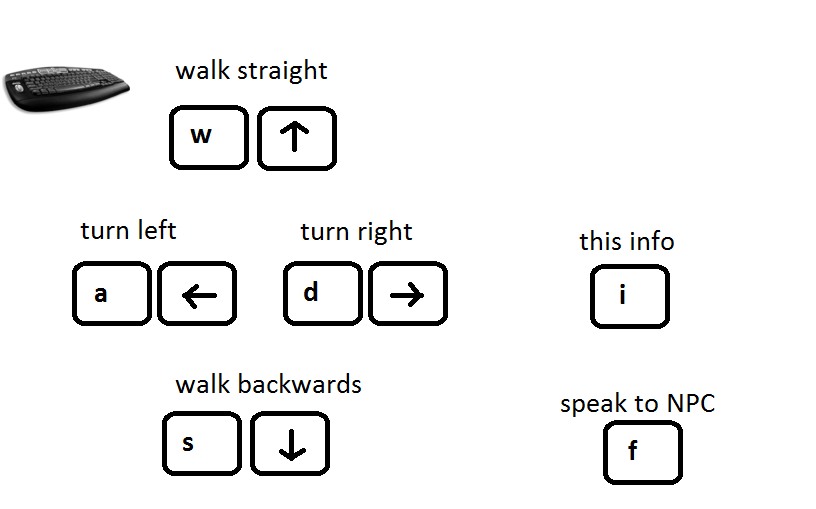 walk straight
w ↑
turn left
turn right
this info
a ←
d →
i
walk backwards
speak to NPC
s ↓
f